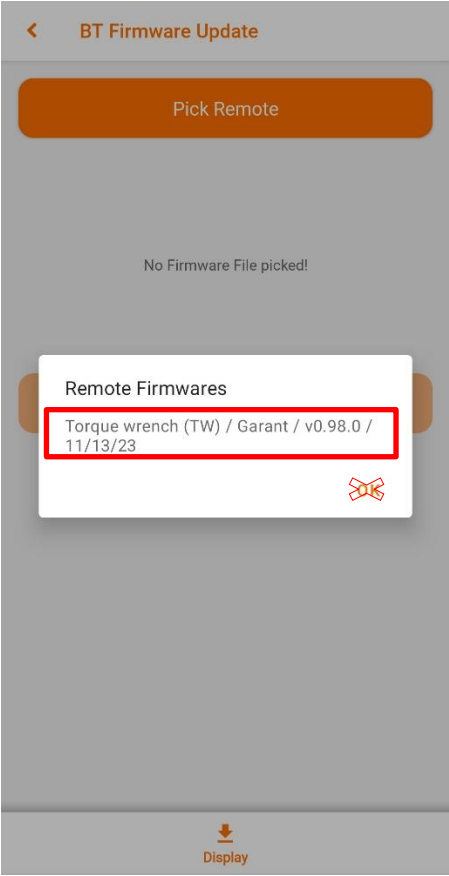 BT Firmware Update
Pick Remote
No Firmware File picked!
Remote Firmwares
Torque wrench (TW) / Garant / v0.98.0 /
11/13/23
OK
Display